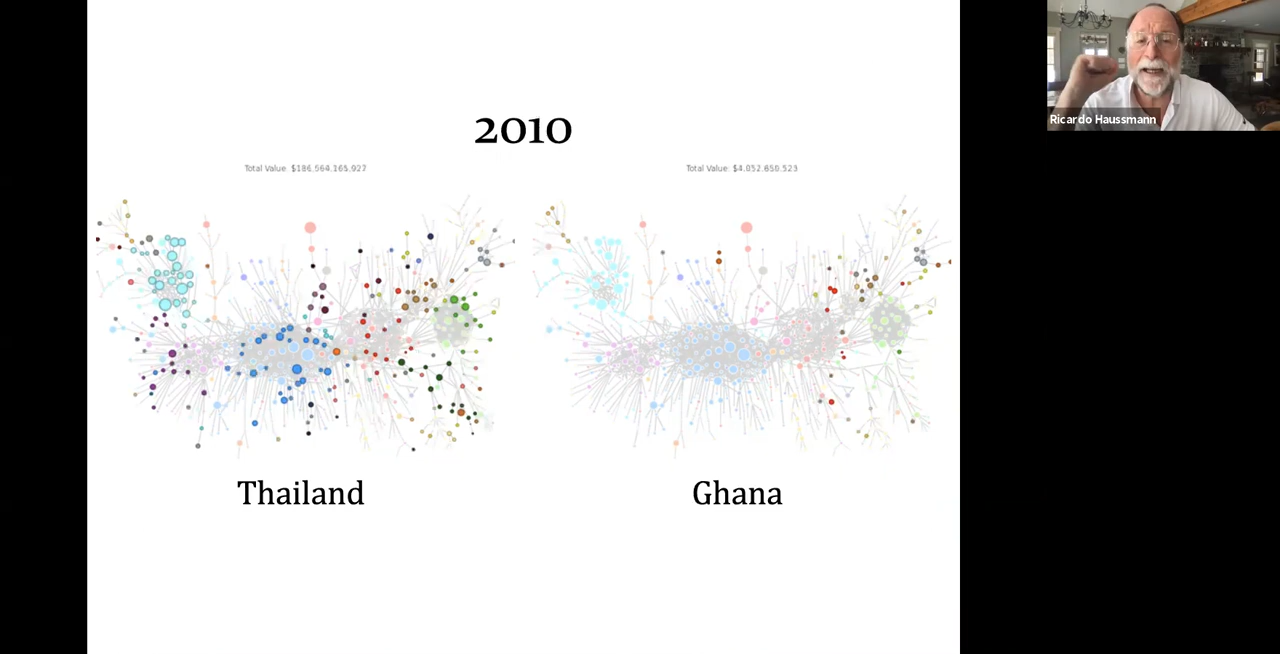 2010
Total Value: $186,564,165,927
Total Value: $4,052,650,523
Thailand
Ghana
Ricardo Haussmann